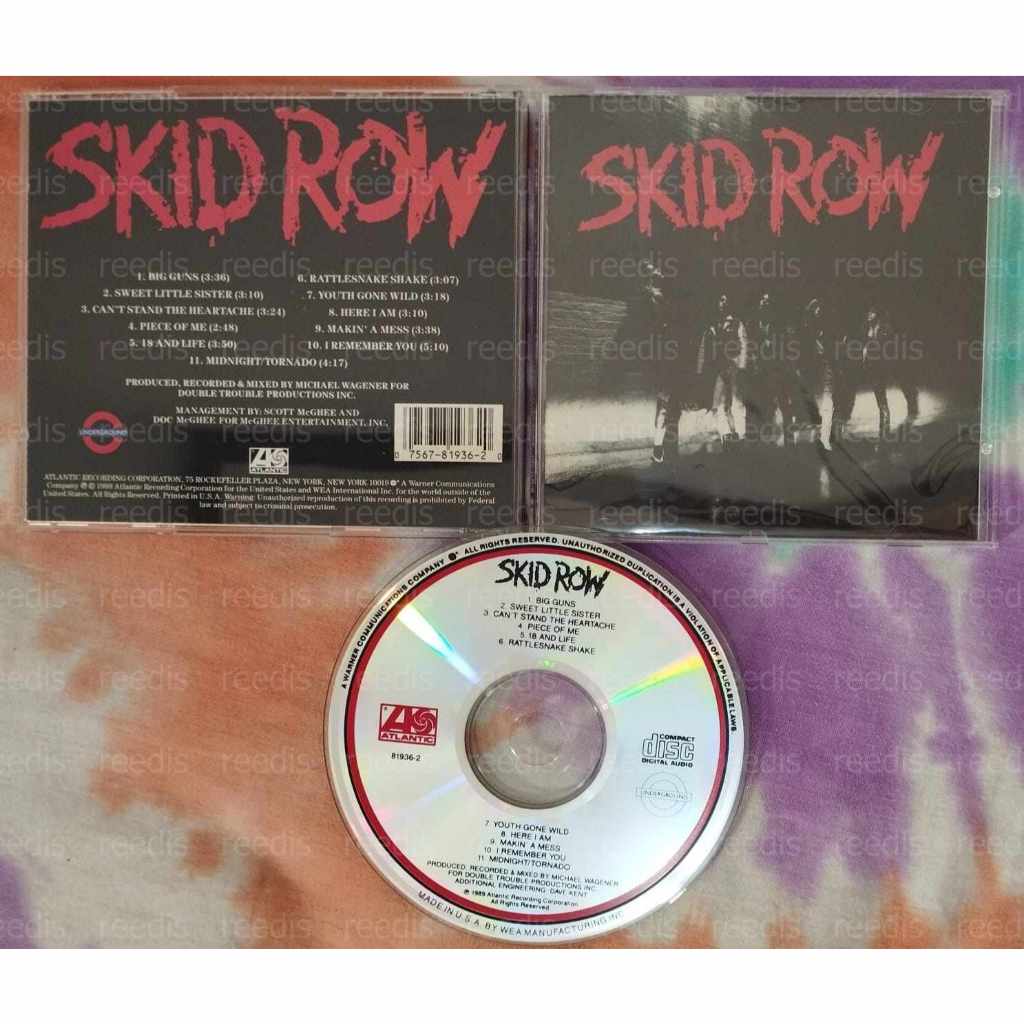 SKID ROW
1. BIG GUNS (3:36)
2. SWEET LITTLE SISTER (3:10)
3. CAN'T STAND THE HEARTACHE (3:24)
4. PIECE OF ME (2:48)
5. 18 AND LIFE (3:50)
6. RATTLESNAKE SHAKE (3:07)
7. YOUTH GONE WILD (3:18)
8. HERE I AM (3:10)
9. MAKIN' A MESS (3:38)
10. I REMEMBER YOU (5:10)
11. MIDNIGHT/TORNADO (4:17)
PRODUCED, RECORDED & MIXED BY MICHAEL WAGENER FOR
DOUBLE TROUBLE PRODUCTIONS INC.
MANAGEMENT BY: SCOTT McGHEE AND
DOC McGHEE FOR McGHEE ENTERTAINMENT, INC.
UNDERGROUND
ATLANTIC
0 7567-81936-2 0
ATLANTIC RECORDING CORPORATION, 75 ROCKEFELLER PLAZA, NEW YORK, NEW YORK 10019 A Warner Communications
Company ℗ © 1989 Atlantic Recording Corporation for the United States and WEA International Inc. for the world outside of the
United States. All Rights Reserved. Printed in U.S.A. Warning: Unauthorized reproduction of this recording is prohibited by Federal
law and subject to criminal prosecution.
SKID ROW
A WARNER COMMUNICATIONS COMPANY ALL RIGHTS RESERVED. UNAUTHORIZED DUPLICATION IS A VIOLATION OF APPLICABLE LAWS.
SKID ROW
1. BIG GUNS
2. SWEET LITTLE SISTER
3. CAN'T STAND THE HEARTACHE
4. PIECE OF ME
5. 18 AND LIFE
6. RATTLESNAKE SHAKE
ATLANTIC
81936-2
COMPACT
disc
DIGITAL AUDIO
UNDERGROUND
7. YOUTH GONE WILD
8. HERE I AM
9. MAKIN' A MESS
10. I REMEMBER YOU
11. MIDNIGHT/TORNADO
PRODUCED, RECORDED & MIXED BY MICHAEL WAGENER
FOR DOUBLE TROUBLE PRODUCTIONS INC.
ADDITIONAL ENGINEERING: DAVE KENT
℗ 1989 Atlantic Recording Corporation
All Rights Reserved
MADE IN U.S.A. BY WEA MANUFACTURING INC.
reedis